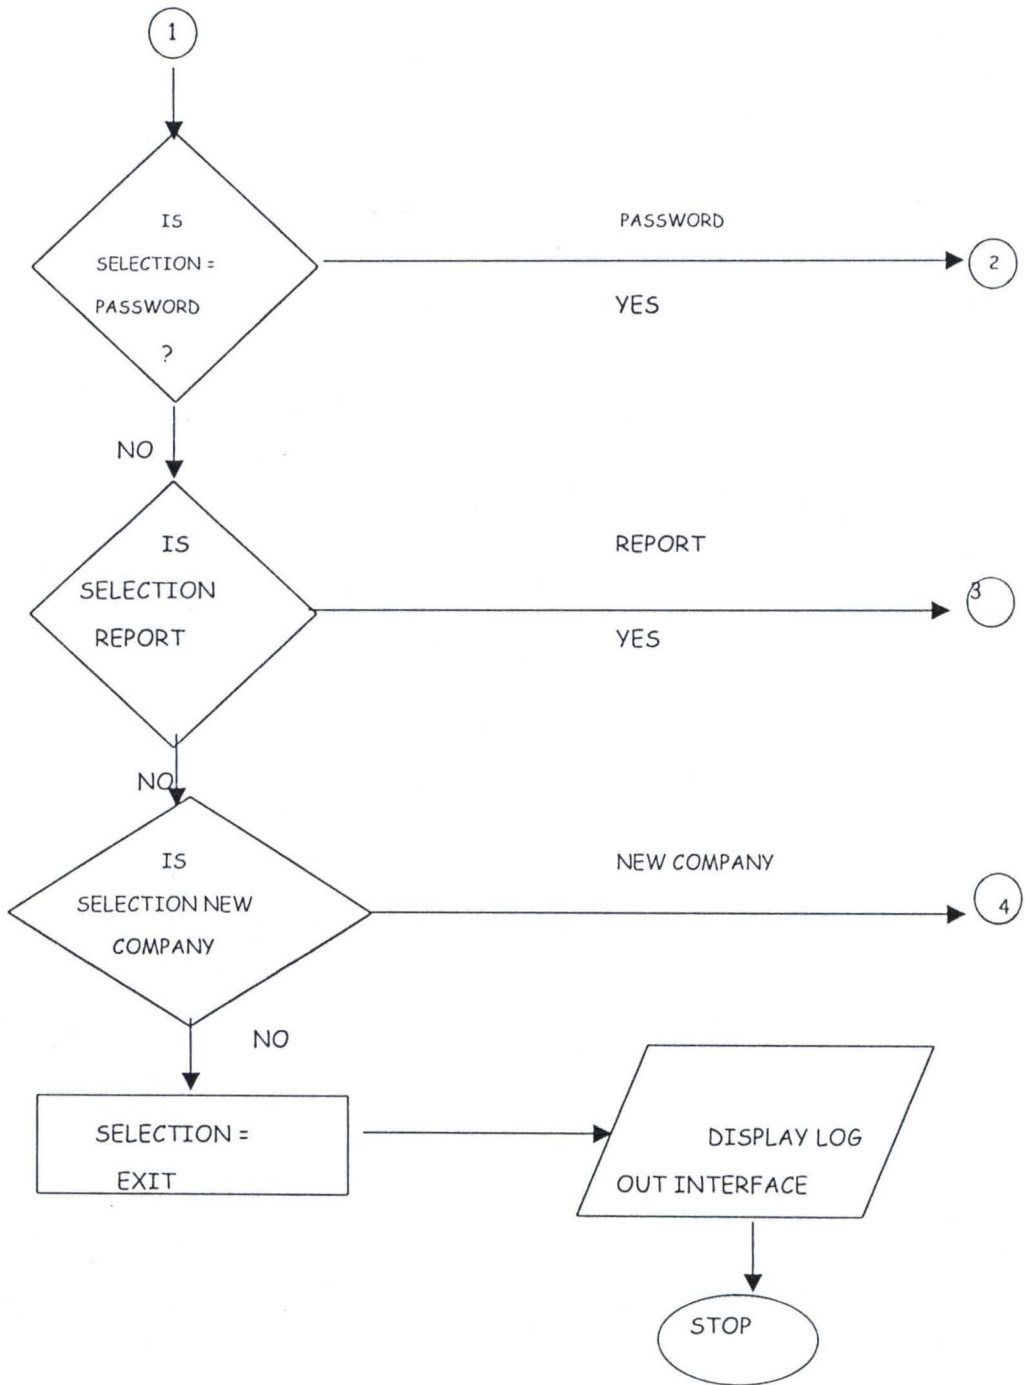 1
IS
SELECTION =
PASSWORD
?
PASSWORD
YES
2
NO
IS
SELECTION
REPORT
REPORT
YES
3
NO
IS
SELECTION NEW
COMPANY
NEW COMPANY
4
NO
SELECTION =
EXIT
DISPLAY LOG
OUT INTERFACE
STOP